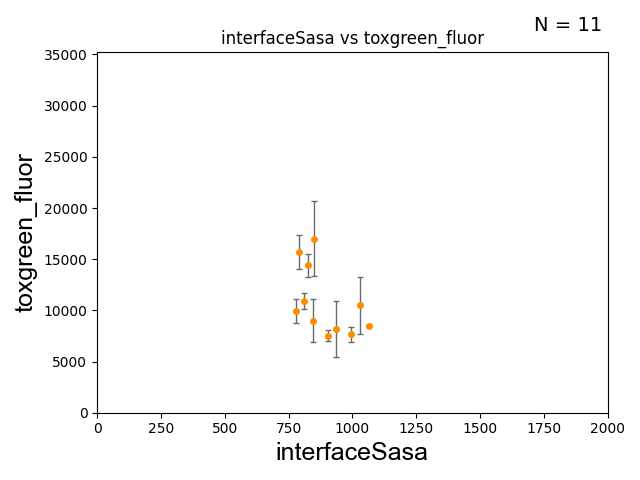 N = 11
interfaceSasa vs toxgreen_fluor
35000
30000
25000
20000
15000
10000
5000
0
toxgreen_fluor
0 250 500 750 1000 1250 1500 1750 2000
interfaceSasa